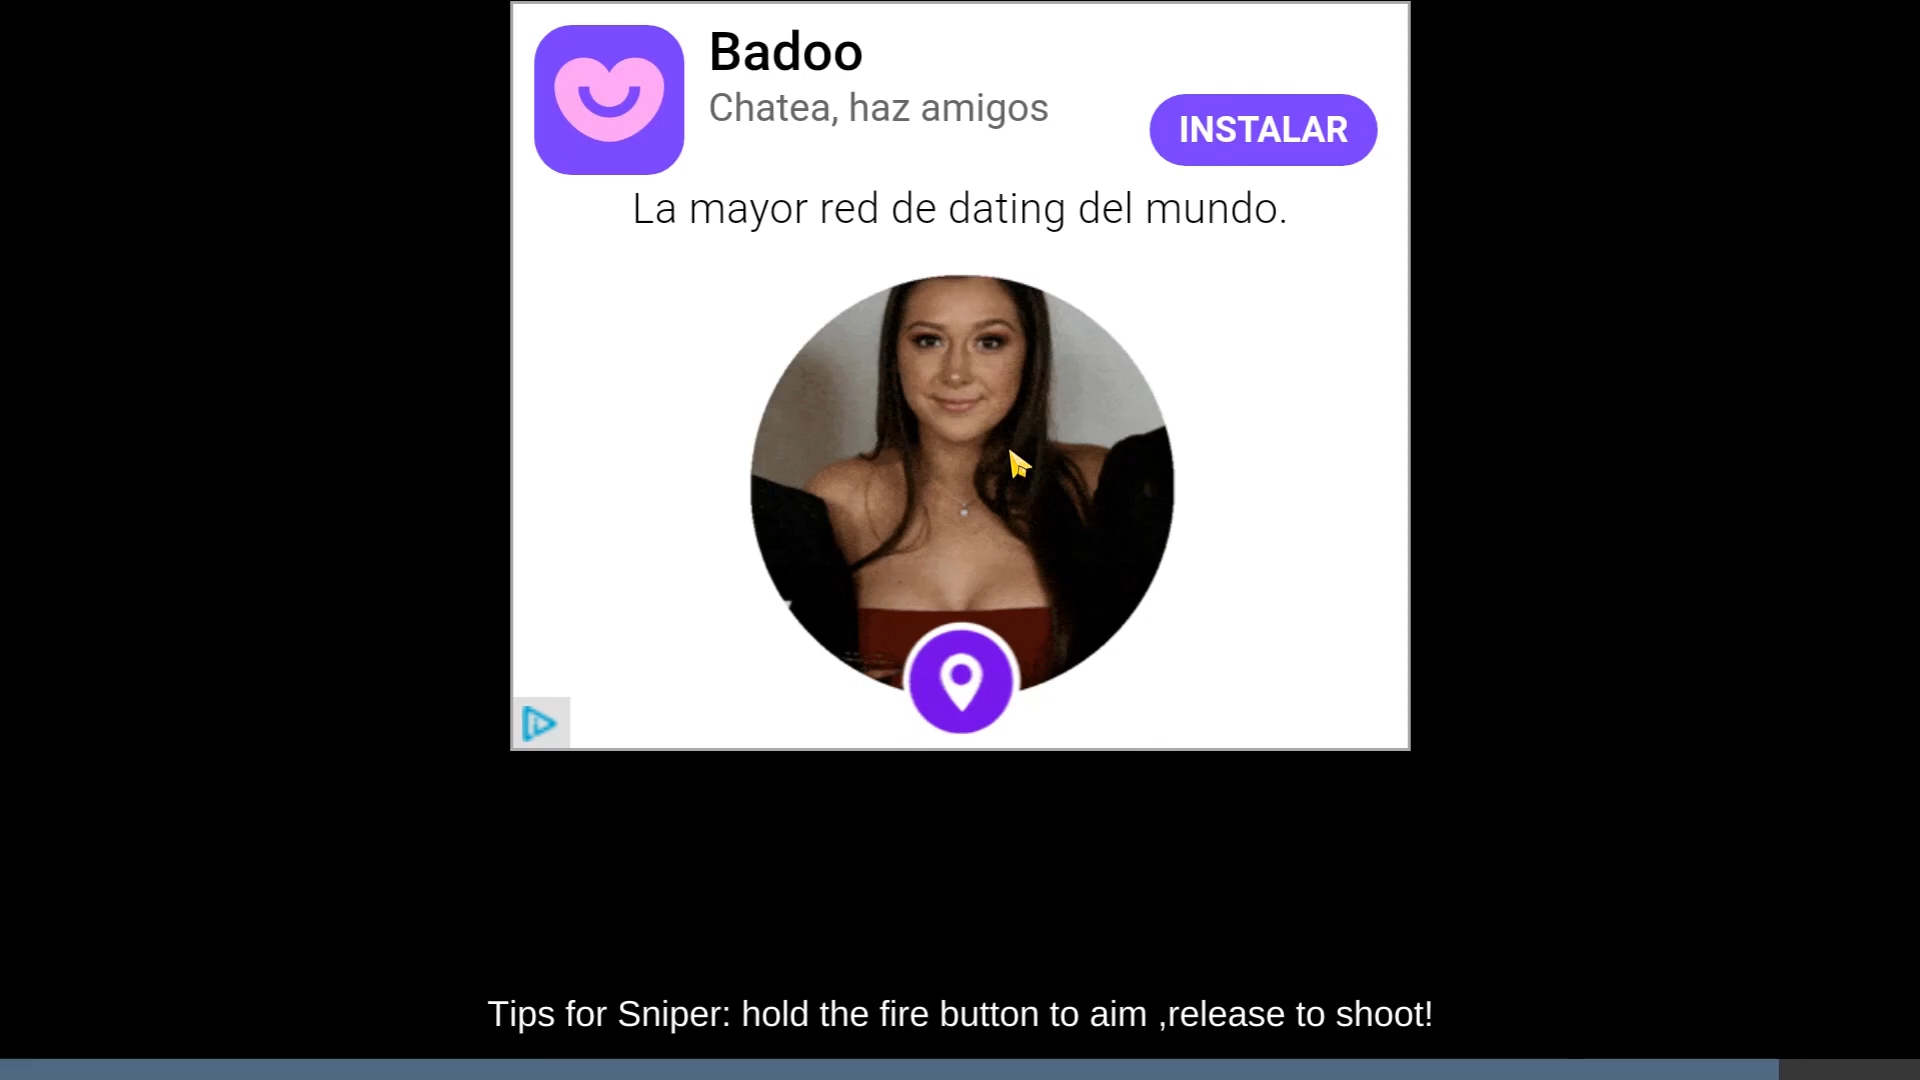 Badoo
Chatea, haz amigos
INSTALAR
La mayor red de dating del mundo.
Tips for Sniper: hold the fire button to aim ,release to shoot!